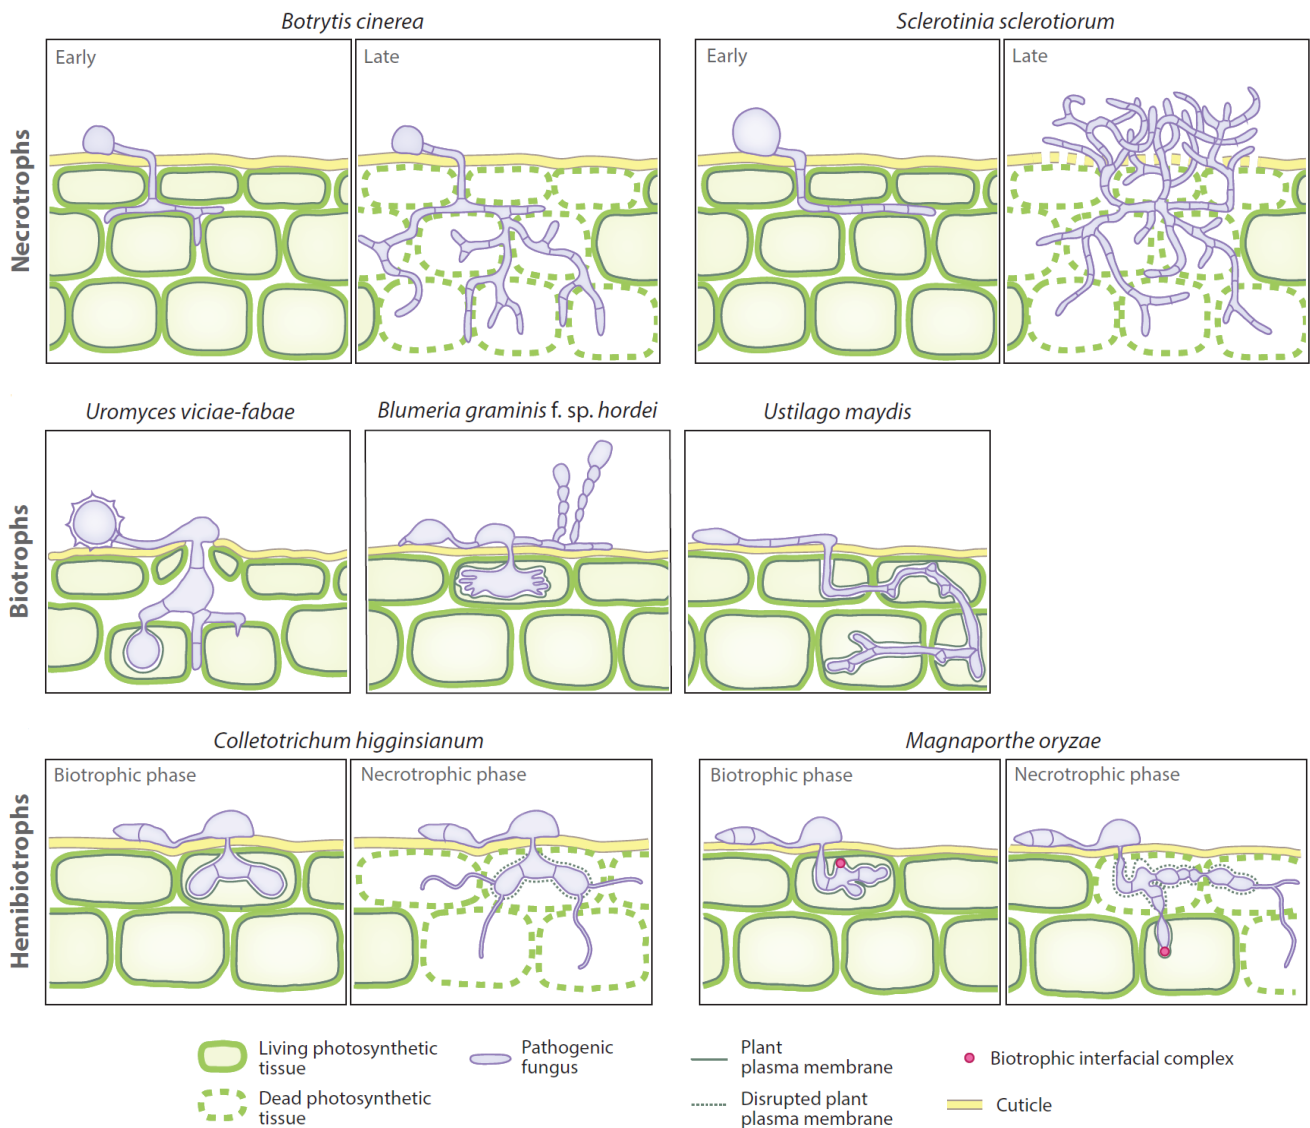 Botrytis cinerea
Sclerotinia sclerotiorum
Necrotrophs
Early
Late
Early
Late
Uromyces viciae-fabae
Blumeria graminis f. sp. hordei
Ustilago maydis
Biotrophs
Colletotrichum higginsianum
Magnaporthe oryzae
Hemibiotrophs
Biotrophic phase
Necrotrophic phase
Biotrophic phase
Necrotrophic phase
Living photosynthetic
tissue
Dead photosynthetic
tissue
Pathogenic
fungus
Plant
plasma membrane
Disrupted plant
plasma membrane
Biotrophic interfacial complex
Cuticle